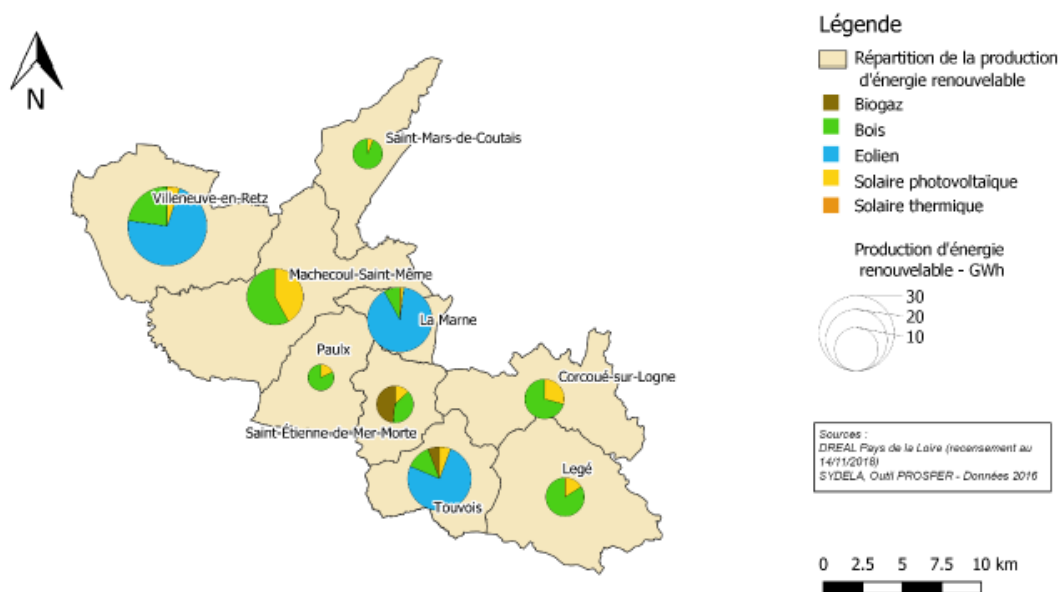 N
Saint-Mars-de-Coutais
Villeneuve-en-Retz
Machecoul-Saint-Même
La Marne
Paulx
Corcoué-sur-Logne
Saint-Étienne-de-Mer-Morte
Legé
Touvois
Légende
Répartition de la production
d'énergie renouvelable
Biogaz
Bois
Eolien
Solaire photovoltaïque
Solaire thermique
Production d'énergie
renouvelable - GWh
30
20
10
Sources :
DREAL Pays de la Loire (recensement au
14/11/2018)
SYDELA, Outil PROSPER - Données 2016
0 2.5 5 7.5 10 km